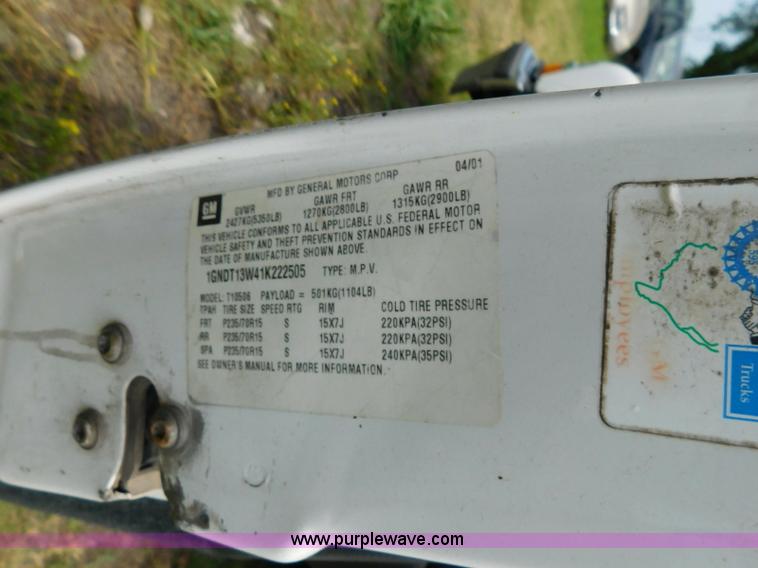 MFD BY GENERAL MOTORS CORP 04/01
GM
GVWR GAWR FRT GAWR RR
2427KG(5350LB) 1270KG(2800LB) 1315KG(2900LB)
THIS VEHICLE CONFORMS TO ALL APPLICABLE U.S. FEDERAL MOTOR
VEHICLE SAFETY AND THEFT PREVENTION STANDARDS IN EFFECT ON
THE DATE OF MANUFACTURE SHOWN ABOVE.
1GNDT13W41K222505 TYPE: M.P.V.
MODEL: T10506 PAYLOAD = 501KG(1104LB)
TPAH TIRE SIZE SPEED RTG RIM COLD TIRE PRESSURE
FRT P235/70R15 S 15X7J 220KPA(32PSI)
RR P235/70R15 S 15X7J 220KPA(32PSI)
SPA P235/70R15 S 15X7J 240KPA(35PSI)
SEE OWNER'S MANUAL FOR MORE INFORMATION.
mployees
Trucks
www.purplewave.com